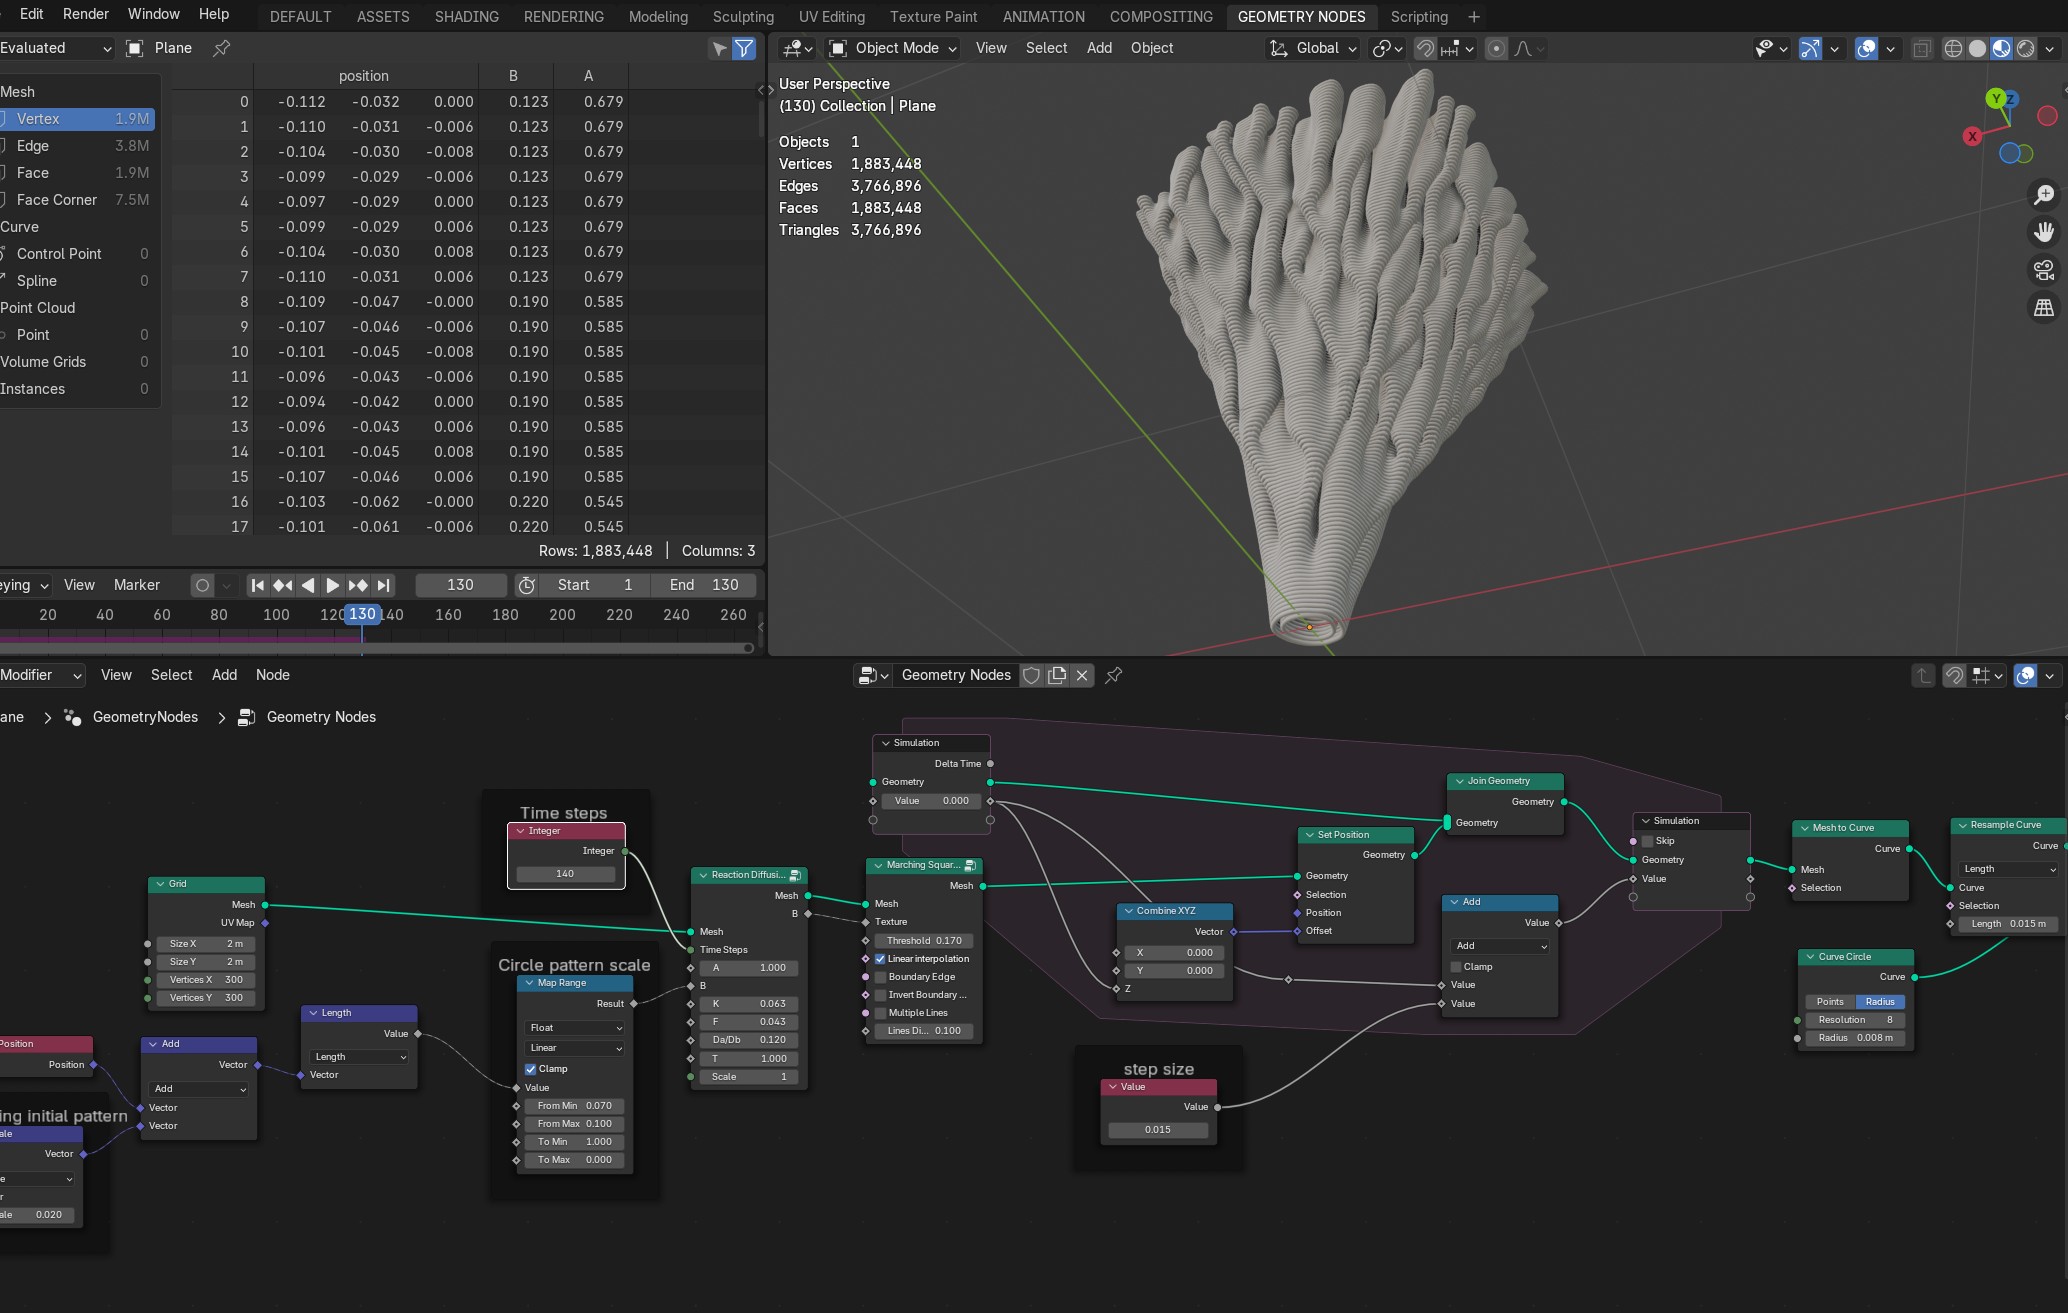 Edit Render Window Help DEFAULT ASSETS SHADING RENDERING Modeling Sculpting UV Editing Texture Paint ANIMATION COMPOSITING GEOMETRY NODES Scripting +
Evaluated Plane
Mesh
Vertex 1.9M
Edge 3.8M
Face 1.9M
Face Corner 7.5M
Curve
Control Point 0
Spline 0
Point Cloud
Point 0
Volume Grids
Instances 0
position B A
0 -0.112 -0.032 0.000 0.123 0.679
1 -0.110 -0.031 -0.006 0.123 0.679
2 -0.104 -0.030 -0.008 0.123 0.679
3 -0.099 -0.029 -0.006 0.123 0.679
4 -0.097 -0.029 0.000 0.123 0.679
5 -0.099 -0.029 0.006 0.123 0.679
6 -0.104 -0.030 0.008 0.123 0.679
7 -0.110 -0.031 0.006 0.123 0.679
8 -0.109 -0.047 -0.000 0.190 0.585
9 -0.107 -0.046 -0.006 0.190 0.585
10 -0.101 -0.045 -0.008 0.190 0.585
11 -0.096 -0.043 -0.006 0.190 0.585
12 -0.094 -0.042 0.000 0.190 0.585
13 -0.096 -0.043 0.006 0.190 0.585
14 -0.101 -0.045 0.008 0.190 0.585
15 -0.107 -0.046 0.006 0.190 0.585
16 -0.103 -0.062 -0.000 0.220 0.545
17 -0.101 -0.061 -0.006 0.220 0.545
Rows: 1,883,448 | Columns: 3
Object Mode View Select Add Object Global
User Perspective
(130) Collection | Plane
Objects 1
Vertices 1,883,448
Edges 3,766,896
Faces 1,883,448
Triangles 3,766,896
Y Z
X
eying View Marker 130 Start 1 End 130
20 40 60 80 100 120 130 140 160 180 200 220 240 260
Modifier View Select Add Node Geometry Nodes
ane > GeometryNodes > Geometry Nodes
Position
Position
ing initial pattern
ale
Vector
e
r
ale 0.020
Grid
Mesh
UV Map
Size X 2 m
Size Y 2 m
Vertices X 300
Vertices Y 300
Add
Vector
Add
Vector
Vector
Length
Value
Length
Vector
Time steps
Integer
Integer
140
Circle pattern scale
Map Range
Result
Float
Linear
Clamp
Value
From Min 0.070
From Max 0.100
To Min 1.000
To Max 0.000
Reaction Diffusi...
Mesh
B
Mesh
Time Steps
A 1.000
B
K 0.063
F 0.043
Da/Db 0.120
T 1.000
Scale 1
Simulation
Delta Time
Geometry
Value 0.000
Marching Squar...
Mesh
Mesh
Texture
Threshold 0.170
Linear interpolation
Boundary Edge
Invert Boundary ...
Multiple Lines
Lines Di... 0.100
Combine XYZ
Vector
X 0.000
Y 0.000
Z
step size
Value
Value
0.015
Set Position
Geometry
Geometry
Selection
Position
Offset
Join Geometry
Geometry
Geometry
Add
Value
Add
Clamp
Value
Value
Simulation
Skip
Geometry
Value
Mesh to Curve
Curve
Mesh
Selection
Curve Circle
Curve
Points Radius
Resolution 8
Radius 0.008 m
Resample Curve
Curve
Length
Curve
Selection
Length 0.015 m